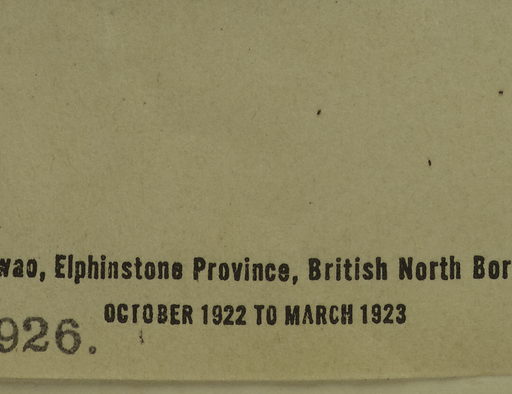 wao, Elphinstone Province, British North Bor
OCTOBER 1922 TO MARCH 1923
926.